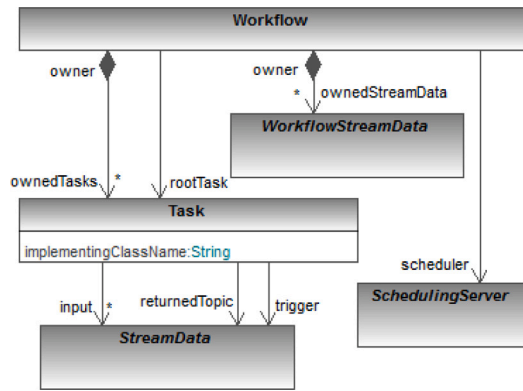 Workflow
owner
owner
* ownedStreamData
WorkflowStreamData
ownedTasks *
rootTask
Task
implementingClassName:String
scheduler
SchedulingServer
input *
returnedTopic
trigger
StreamData